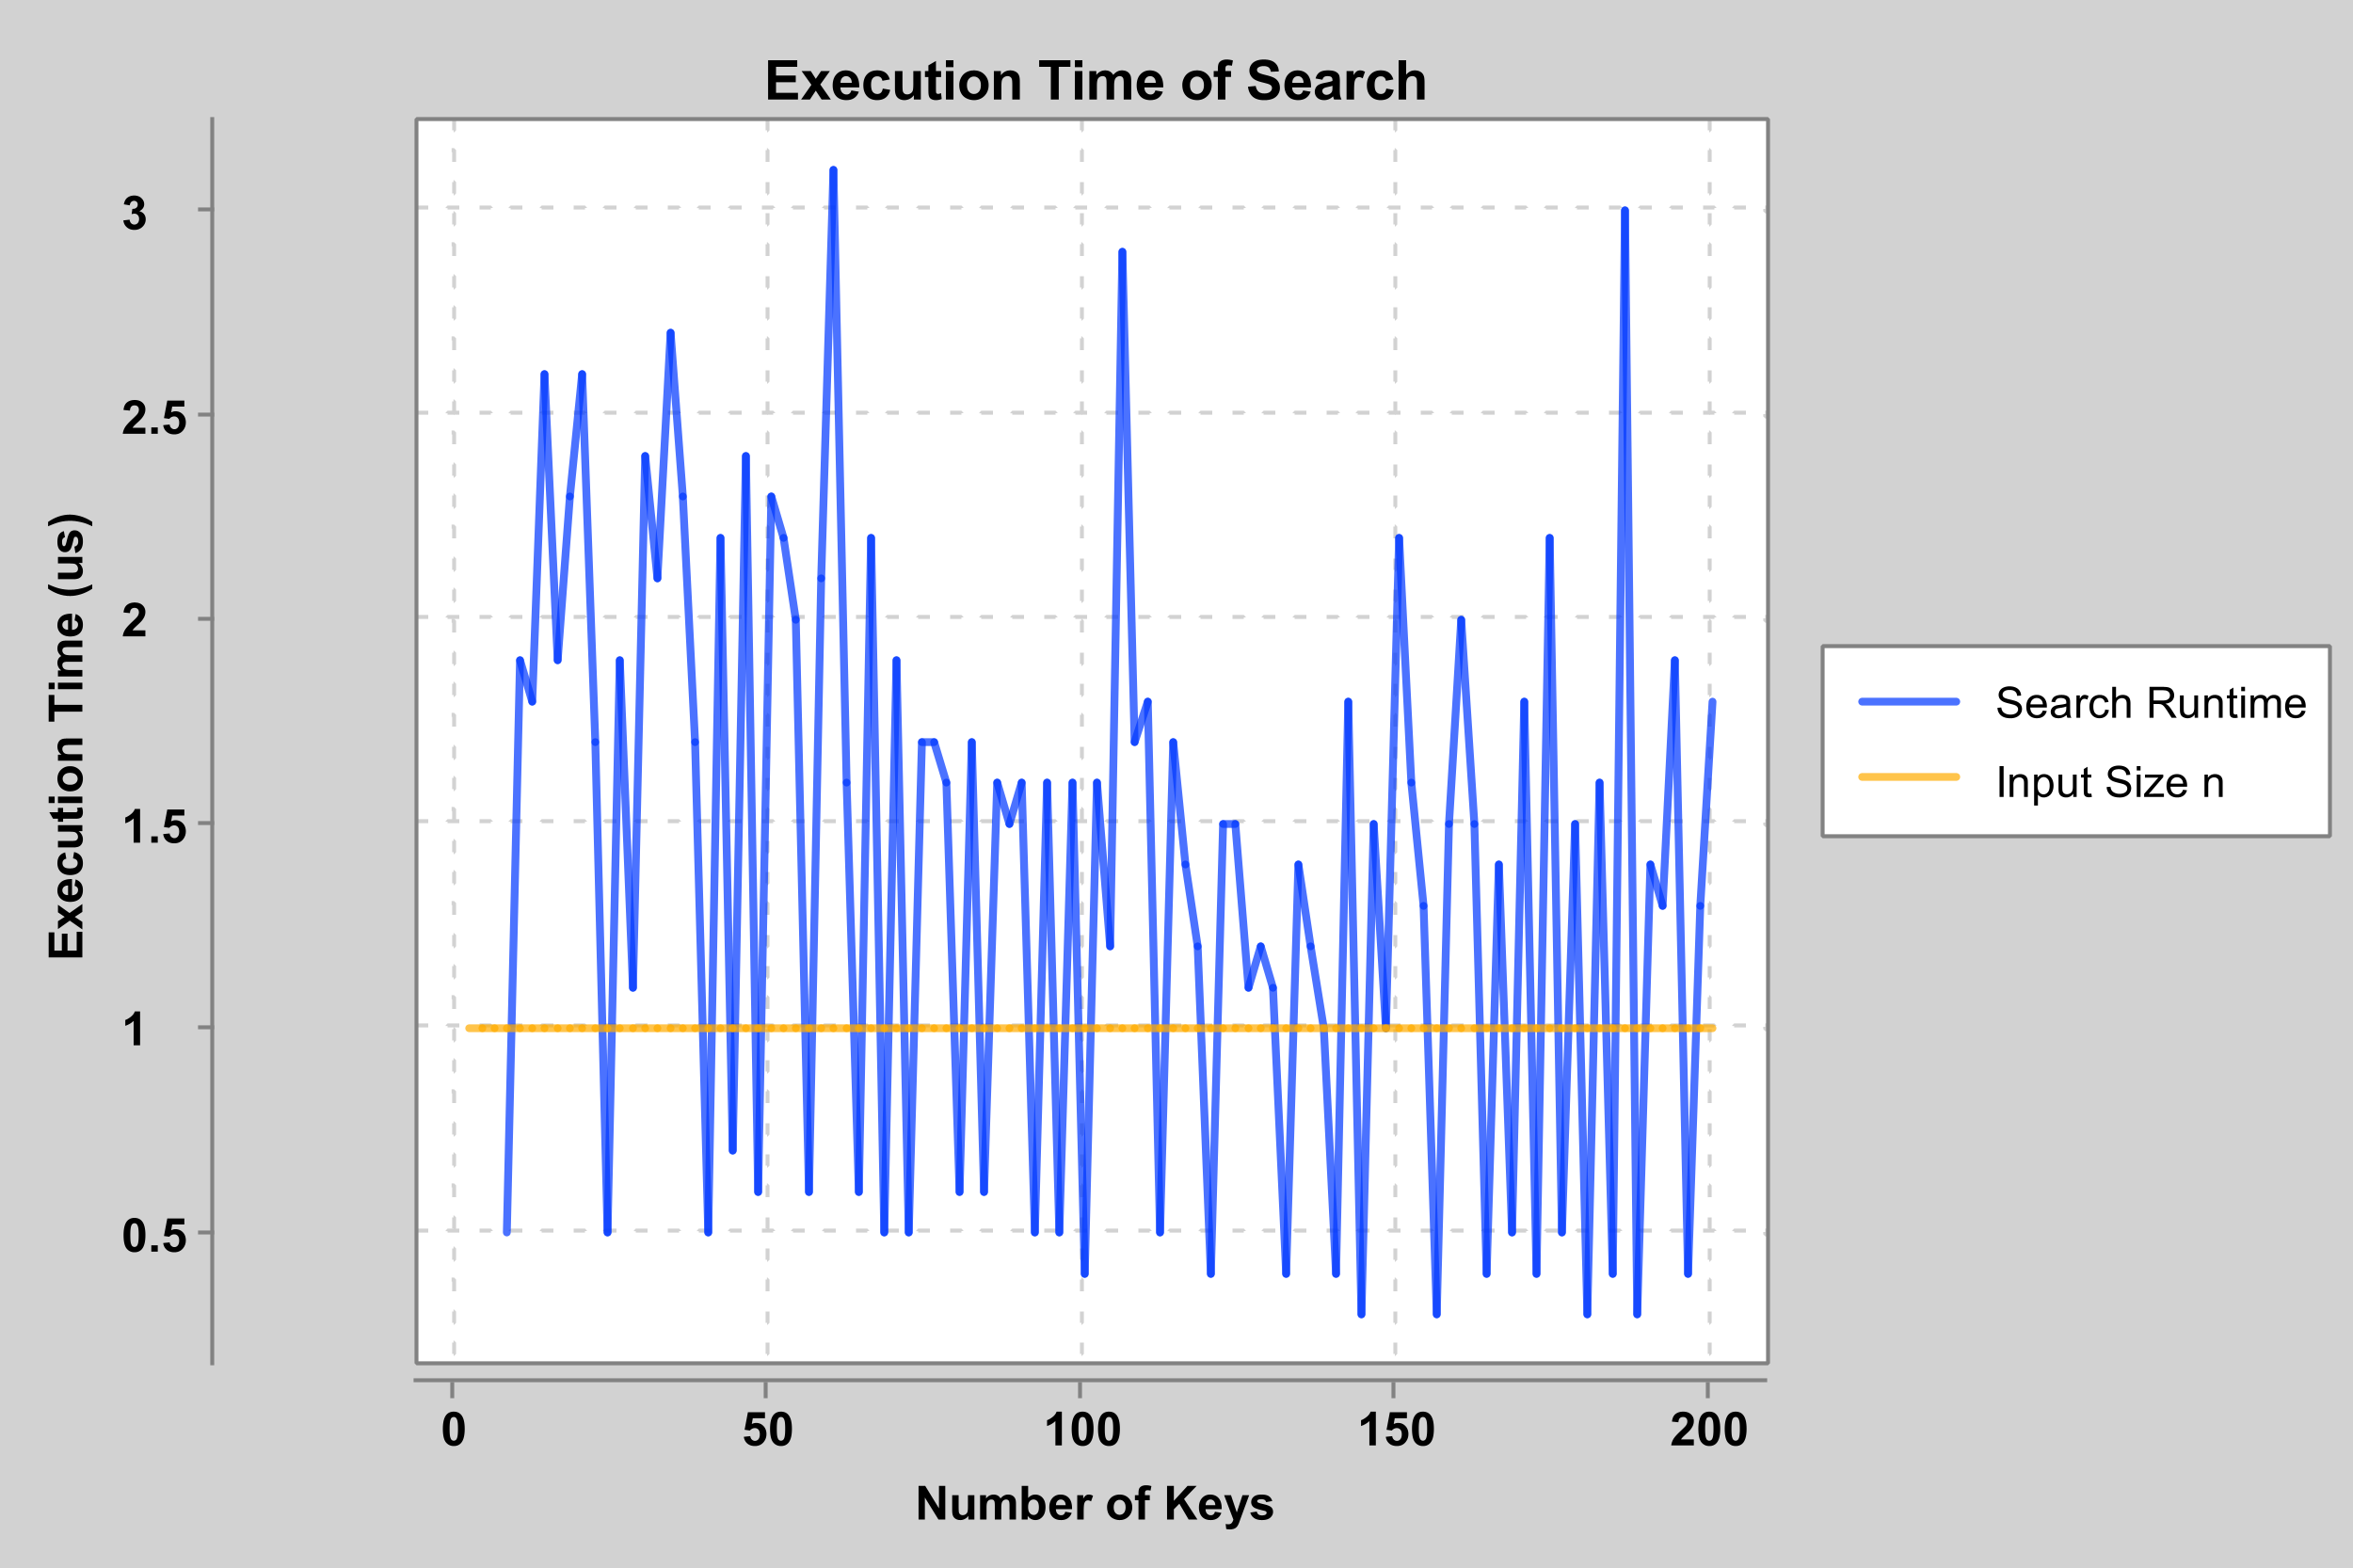 Execution Time of Search
Execution Time (us)
3
2.5
2
1.5
1
0.5
0 50 100 150 200
Number of Keys
Search Runtime
Input Size n